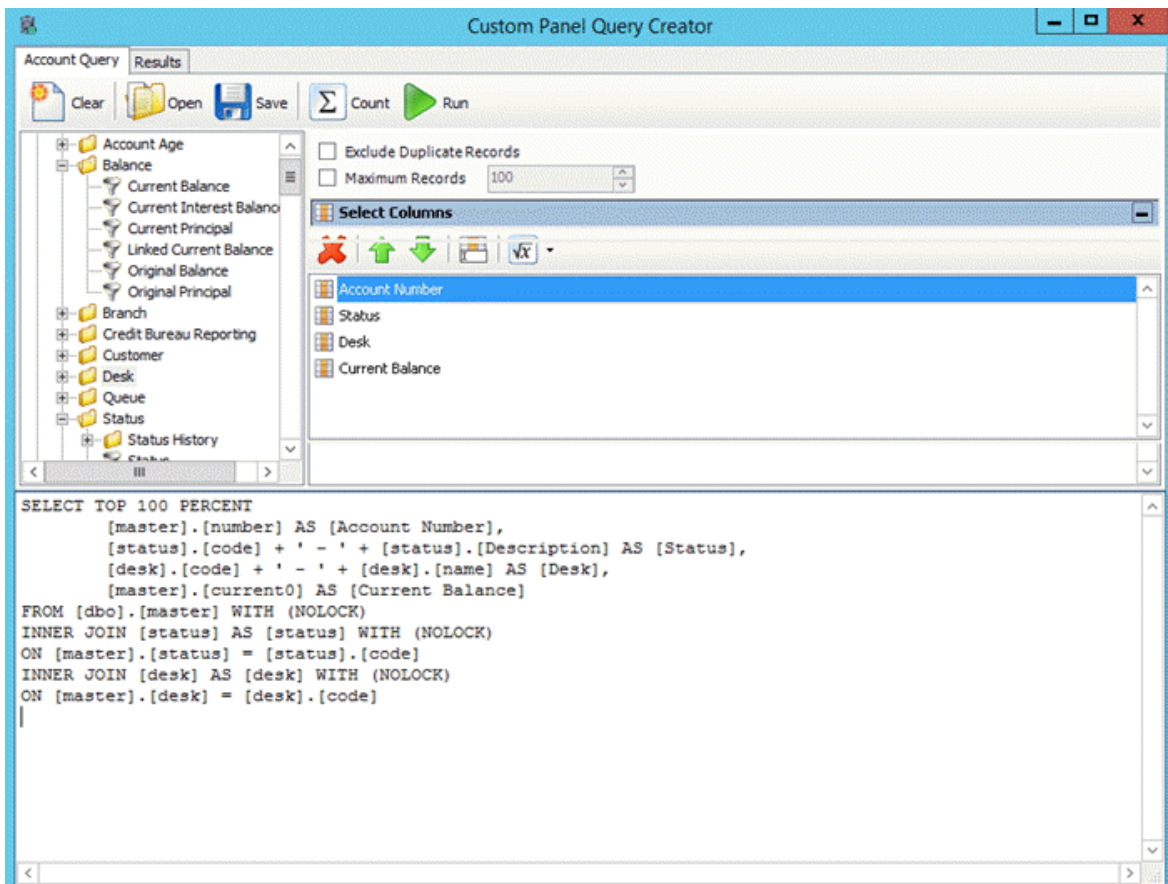 Custom Panel Query Creator
Account Query Results
Clear Open Save Σ Count Run
Account Age
Balance
Current Balance
Current Interest Balanc
Current Principal
Linked Current Balance
Original Balance
Original Principal
Branch
Credit Bureau Reporting
Customer
Desk
Queue
Status
Status History
Status
Exclude Duplicate Records
Maximum Records 100
Select Columns
√x
Account Number
Status
Desk
Current Balance
SELECT TOP 100 PERCENT
[master].[number] AS [Account Number],
[status].[code] + ' - ' + [status].[Description] AS [Status],
[desk].[code] + ' - ' + [desk].[name] AS [Desk],
[master].[current0] AS [Current Balance]
FROM [dbo].[master] WITH (NOLOCK)
INNER JOIN [status] AS [status] WITH (NOLOCK)
ON [master].[status] = [status].[code]
INNER JOIN [desk] AS [desk] WITH (NOLOCK)
ON [master].[desk] = [desk].[code]